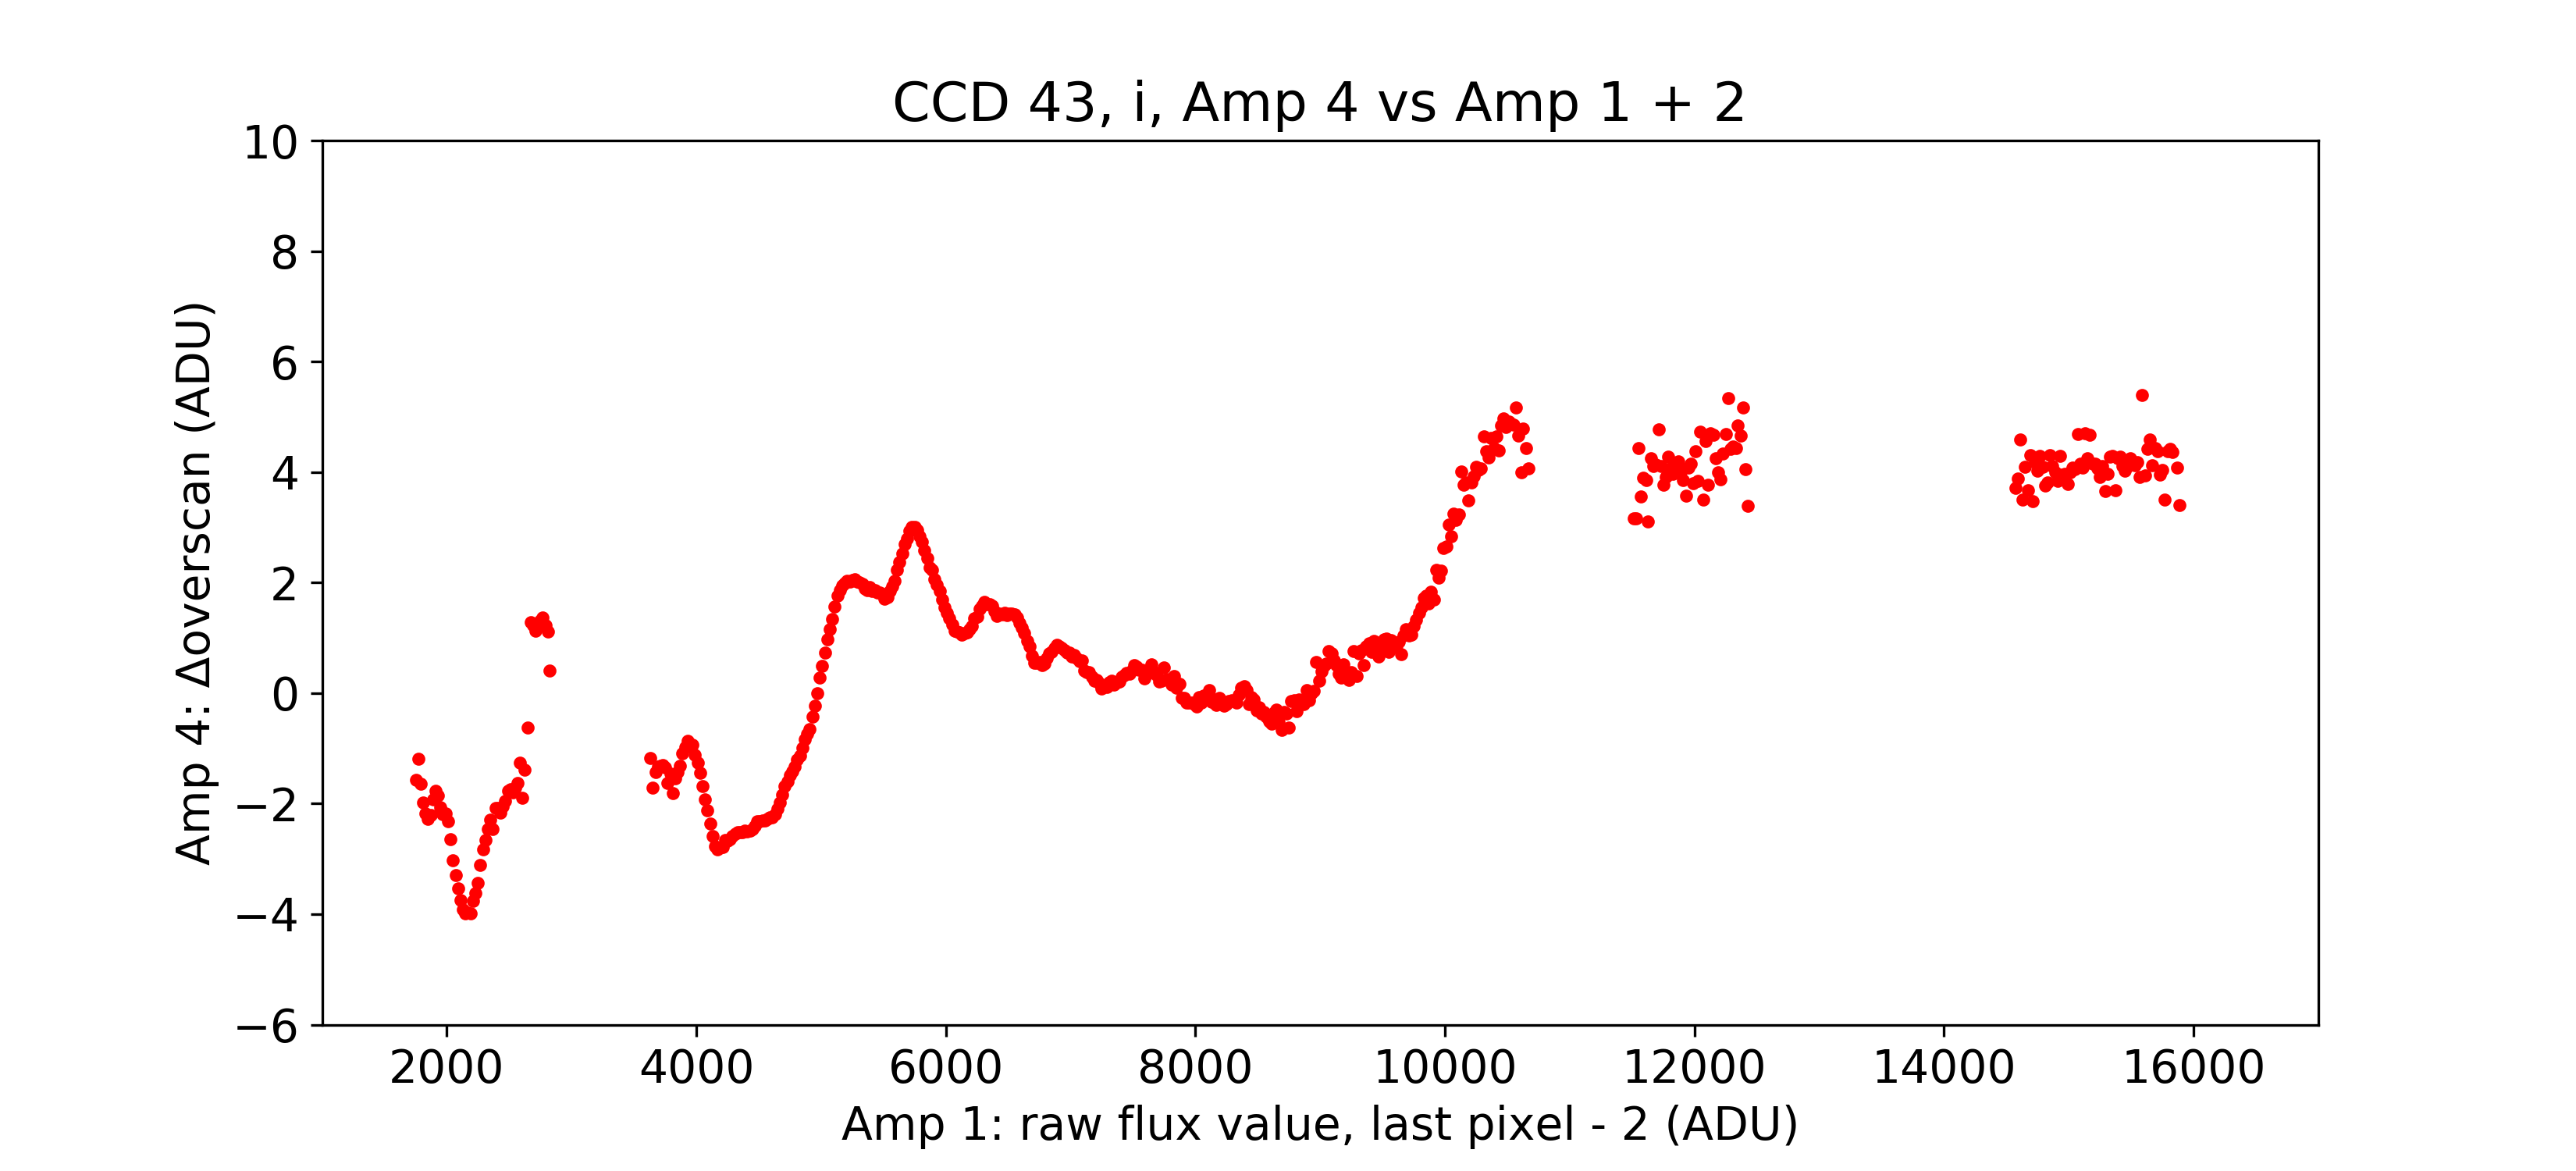 CCD 43, i, Amp 4 vs Amp 1 + 2
10
8
6
4
2
0
−2
−4
−6
Amp 4: Δoverscan (ADU)
2000 4000 6000 8000 10000 12000 14000 16000
Amp 1: raw flux value, last pixel - 2 (ADU)